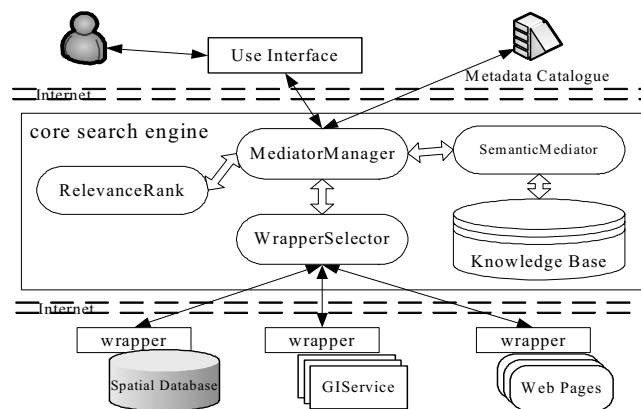 Use Interface
Metadata Catalogue
Internet
core search engine
MediatorManager
SemanticMediator
RelevanceRank
WrapperSelector
Knowledge Base
Internet
wrapper
wrapper
wrapper
Spatial Database
GIService
Web Pages